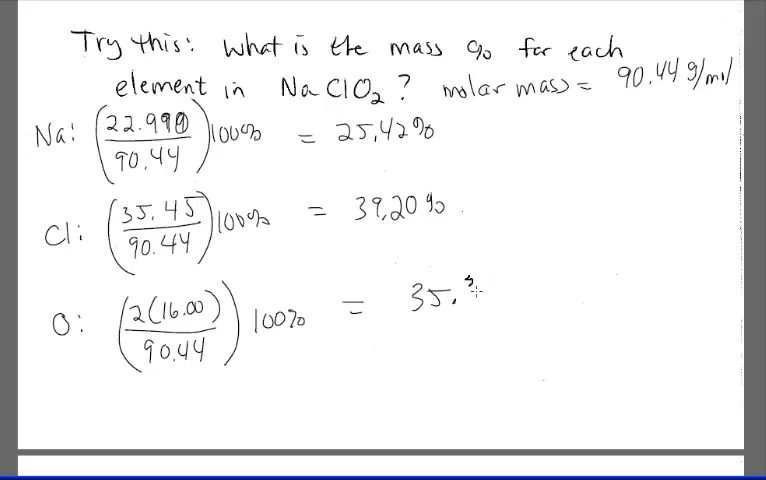 Try this: What is the mass % for each
element in NaClO₂? molar mass = 90.44 g/mol
Na: (22.990/90.44)100% = 25.42%
Cl: (35.45/90.44)100% = 39.20%
O: (2(16.00)/90.44)100% = 35.